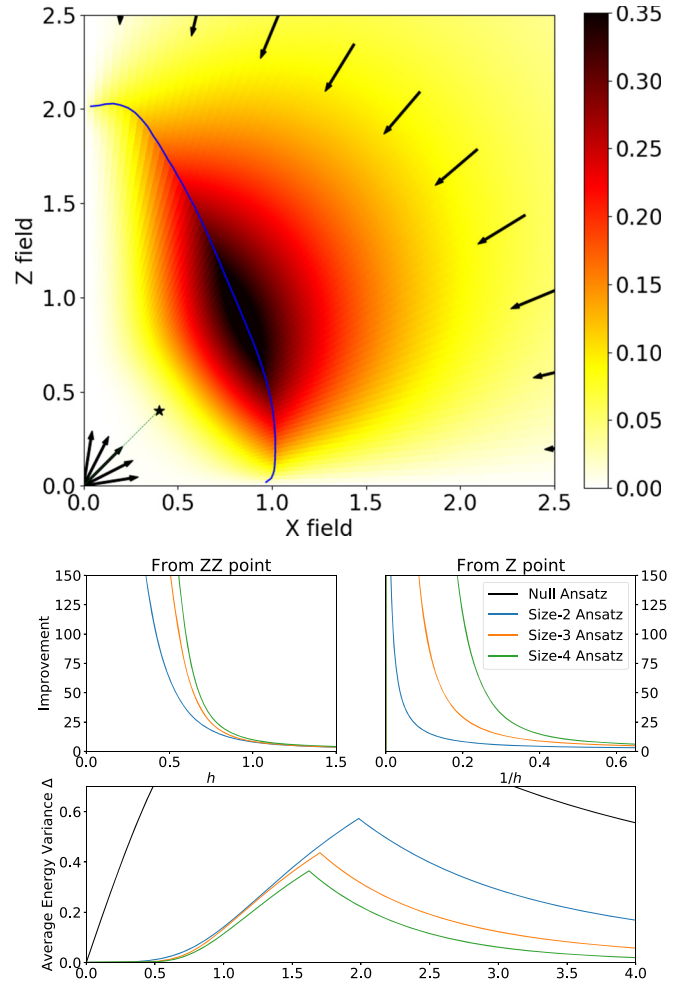 2.5
2.0
1.5
1.0
0.5
0.0
Z field
0.0 0.5 1.0 1.5 2.0 2.5
X field
0.35
0.30
0.25
0.20
0.15
0.10
0.05
0.00
From ZZ point
150
125
100
75
50
25
0
Improvement
0.0 0.5 1.0 1.5
h
From Z point
Null Ansatz
Size-2 Ansatz
Size-3 Ansatz
Size-4 Ansatz
150
125
100
75
50
25
0
0.0 0.2 0.4 0.6
1/h
Average Energy Variance Δ
0.6
0.4
0.2
0.0
0.0 0.5 1.0 1.5 2.0 2.5 3.0 3.5 4.0